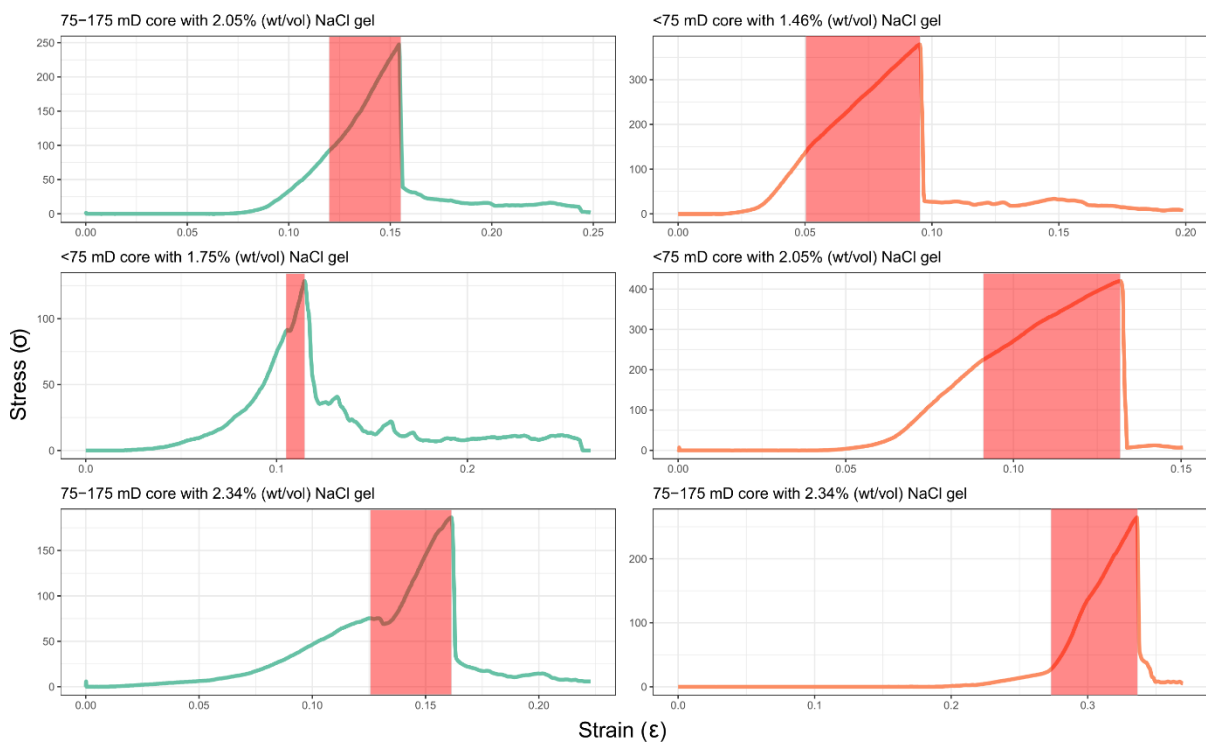 75−175 mD core with 2.05% (wt/vol) NaCl gel
250
200
150
100
50
0
0.00 0.05 0.10 0.15 0.20 0.25
<75 mD core with 1.46% (wt/vol) NaCl gel
300
200
100
0
0.00 0.05 0.10 0.15 0.20
<75 mD core with 1.75% (wt/vol) NaCl gel
100
50
0
0.0 0.1 0.2
<75 mD core with 2.05% (wt/vol) NaCl gel
400
300
200
100
0
0.00 0.05 0.10 0.15
75−175 mD core with 2.34% (wt/vol) NaCl gel
150
100
50
0
0.00 0.05 0.10 0.15 0.20
75−175 mD core with 2.34% (wt/vol) NaCl gel
200
100
0
0.0 0.1 0.2 0.3
Stress (σ)
Strain (ε)